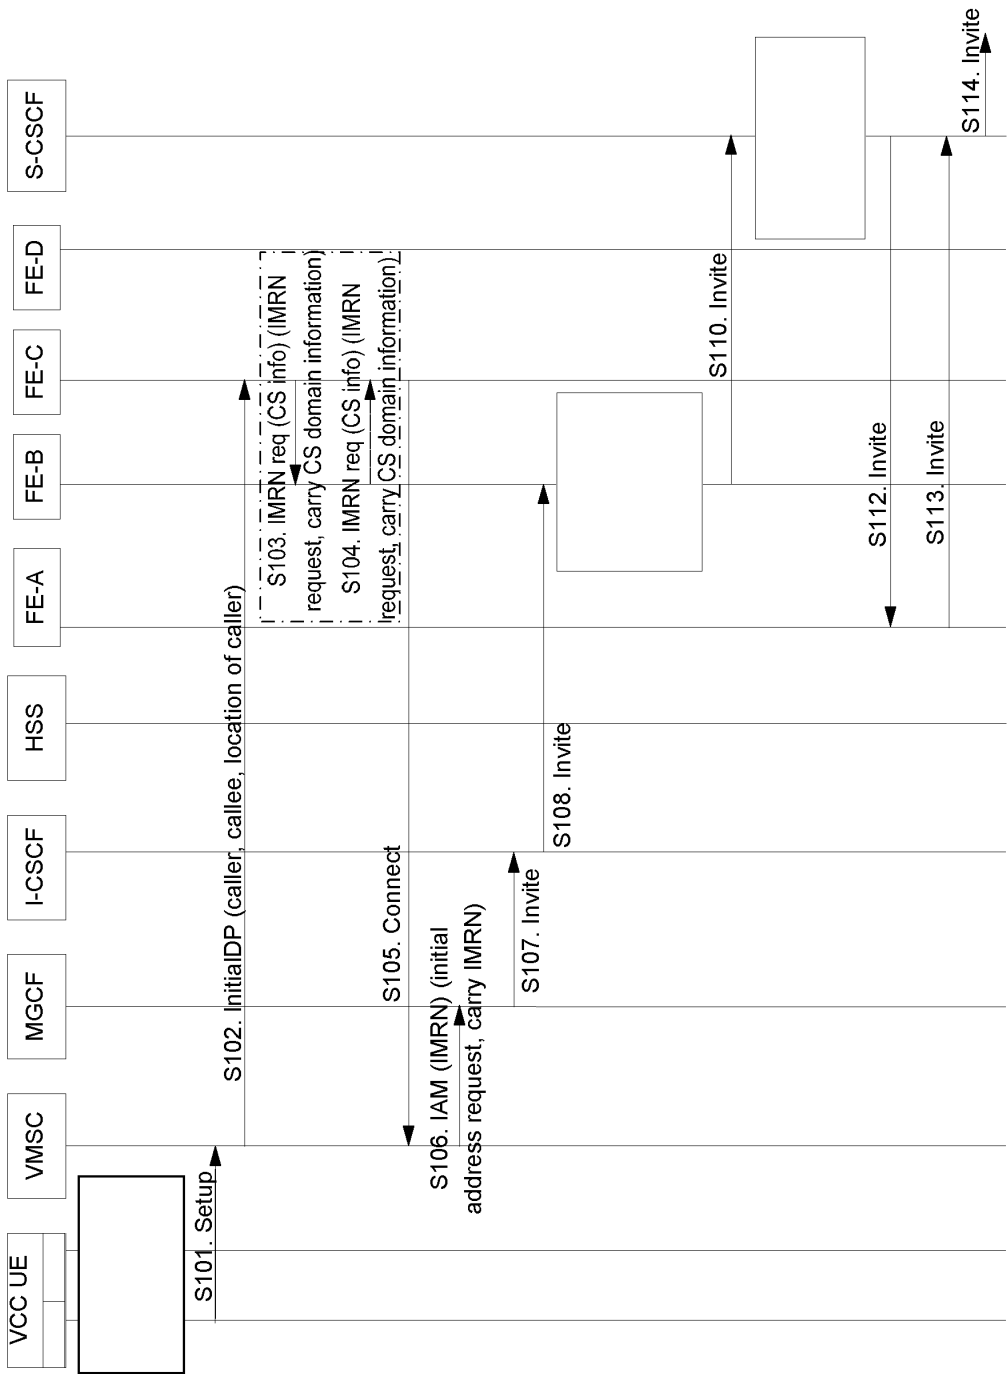 VCC UE
VMSC
MGCF
I-CSCF
HSS
FE-A
FE-B
FE-C
FE-D
S-CSCF
S101. Setup
S102. InitialDP (caller, callee, location of caller)
S103. IMRN req (CS info) (IMRN
request, carry CS domain information)
S104. IMRN req (CS info) (IMRN
request, carry CS domain information)
S105. Connect
S106. IAM (IMRN) (initial
address request, carry IMRN)
S107. Invite
S108. Invite
S110. Invite
S112. Invite
S113. Invite
S114. Invite